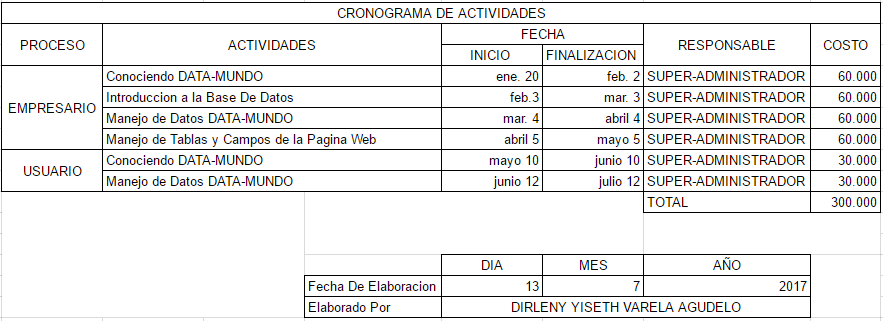 CRONOGRAMA DE ACTIVIDADES
PROCESO ACTIVIDADES FECHA RESPONSABLE COSTO
INICIO FINALIZACION
EMPRESARIO Conociendo DATA-MUNDO ene. 20 feb. 2 SUPER-ADMINISTRADOR 60.000
Introduccion a la Base De Datos feb.3 mar. 3 SUPER-ADMINISTRADOR 60.000
Manejo de Datos DATA-MUNDO mar. 4 abril 4 SUPER-ADMINISTRADOR 60.000
Manejo de Tablas y Campos de la Pagina Web abril 5 mayo 5 SUPER-ADMINISTRADOR 60.000
USUARIO Conociendo DATA-MUNDO mayo 10 junio 10 SUPER-ADMINISTRADOR 30.000
Manejo de Datos DATA-MUNDO junio 12 julio 12 SUPER-ADMINISTRADOR 30.000
TOTAL 300.000
DIA MES AÑO
Fecha De Elaboracion 13 7 2017
Elaborado Por DIRLENY YISETH VARELA AGUDELO